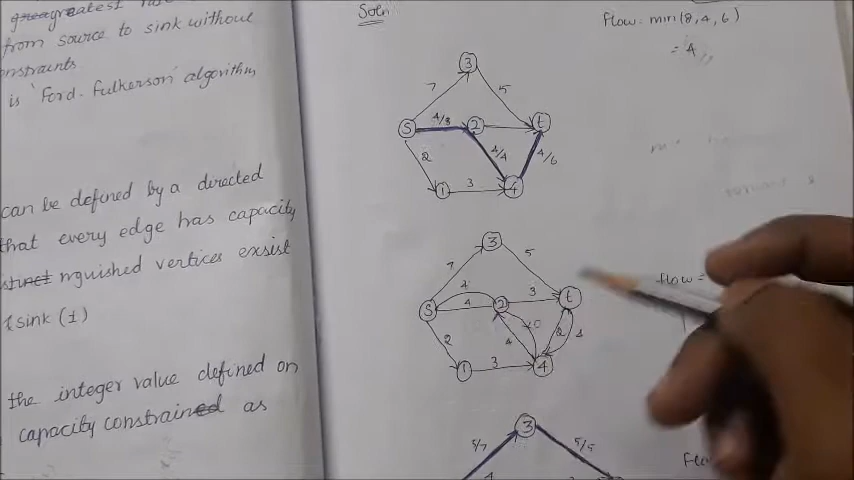 greatest
from source to sink without
constraints.
is 'Ford-Fulkerson' algorithm,
can be defined by a directed
that every edge has capacity
nguished vertices exsist
sink (t)
the integer value defined on
capacity constrained as
Soln
flow: min(8,4,6)
= 4,,
3
7
5
S
4/8
2
t
2
4/4
4/6
1
3
4
3
7
5
S
4
4
2
3
t
2
4
0
2
4
1
3
4
flow =
3
5/7
5/5
4